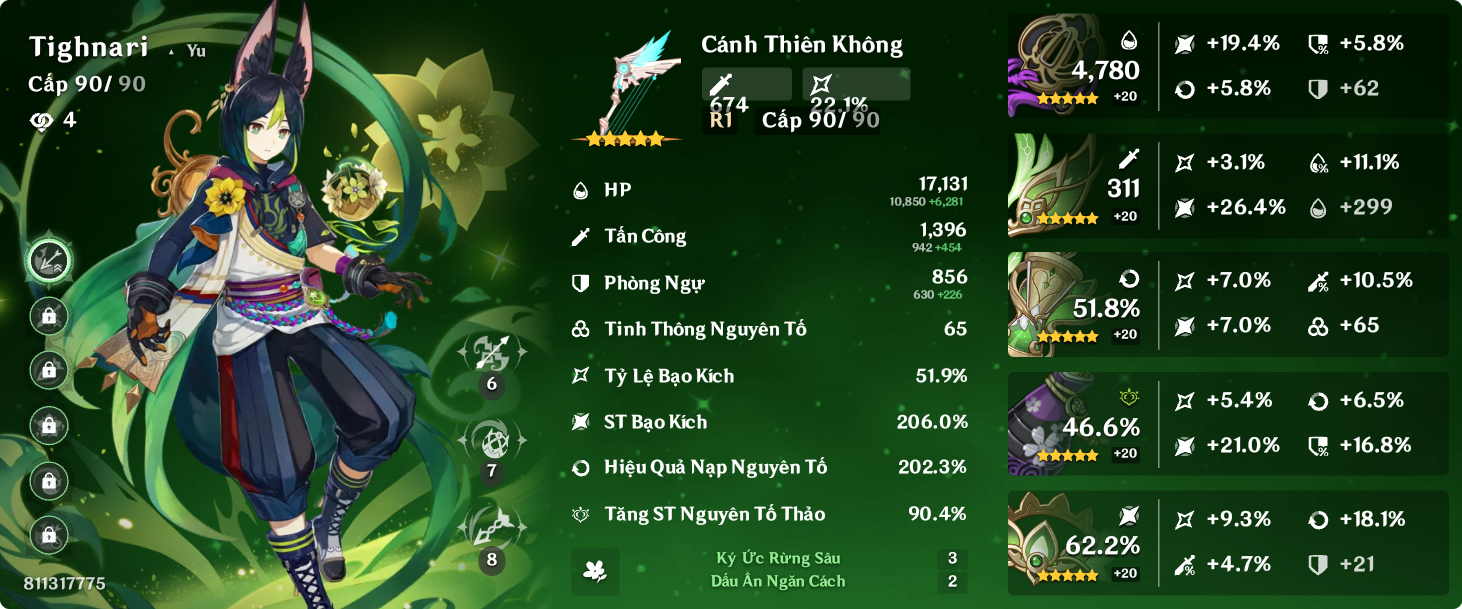 Tighnari ▲ Yu
Cấp 90/ 90
4
6
7
8
811317775
Cánh Thiên Không
674 22.1%
R1 Cấp 90/ 90
HP 17,131
10,850 +6,281
Tấn Công 1,396
942 +454
Phòng Ngự 856
630 +226
Tinh Thông Nguyên Tố 65
Tỷ Lệ Bạo Kích 51.9%
ST Bạo Kích 206.0%
Hiệu Quả Nạp Nguyên Tố 202.3%
Tăng ST Nguyên Tố Thảo 90.4%
Ký Ức Rừng Sâu 3
Dấu Ấn Ngăn Cách 2
4,780
+20
+19.4% +5.8%
+5.8% +62
311
+20
+3.1% +11.1%
+26.4% +299
51.8%
+20
+7.0% +10.5%
+7.0% +65
46.6%
+20
+5.4% +6.5%
+21.0% +16.8%
62.2%
+20
+9.3% +18.1%
+4.7% +21